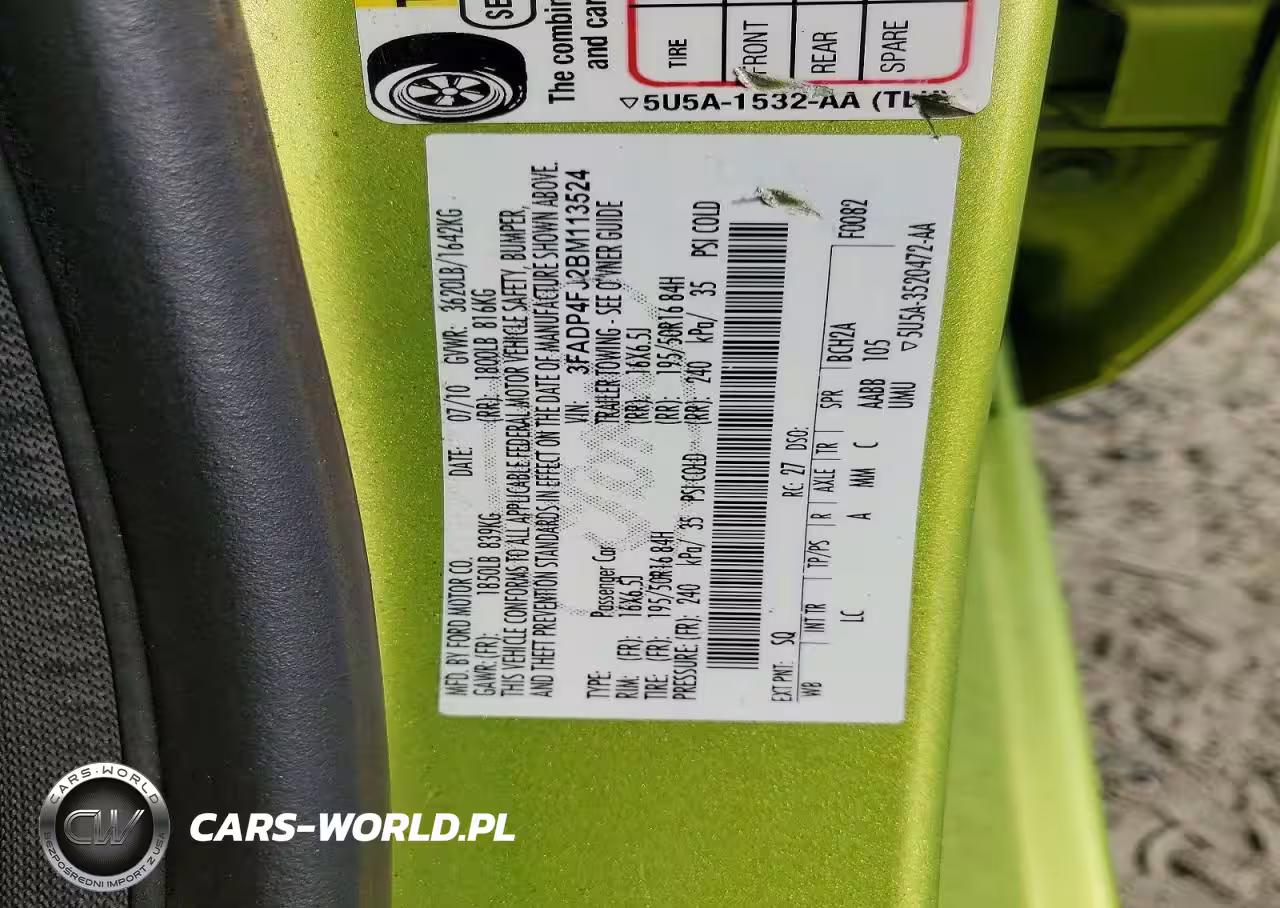 The combin
and car
TIRE
FRONT
REAR
SPARE
▽5U5A-1532-AA
MFD. BY FORD MOTOR CO. DATE: 07/10 GVWR: 3620LB/1642KG
GAWR: (FR): 1850LB 839KG (RR): 1800LB 816KG
THIS VEHICLE CONFORMS TO ALL APPLICABLE FEDERAL MOTOR VEHICLE SAFETY, BUMPER,
AND THEFT PREVENTION STANDARDS IN EFFECT ON THE DATE OF MANUFACTURE SHOWN ABOVE.
VIN: 3FADP4FJ2BM113524
TYPE: Passenger Car TRAILER TOWING - SEE OWNER GUIDE
RIM: (FR): 16X6.5J (RR): 16X6.5J
TIRE: (FR): 195/50R16 84H (RR): 195/50R16 84H
PRESSURE (FR): 240 kPa/ 35 PSI COLD (RR): 240 kPa/ 35 PSI COLD
EXT PNT: SQ RC: 27 DSO: F0082
WB INT TR TP/PS R AXLE TR SPR BCH2A
LC A MM C AABB 105
UMU
▽5U5A-3520472-AA
CARS-WORLD
CW
BEZPOŚREDNI IMPORT Z USA
CARS-WORLD.PL